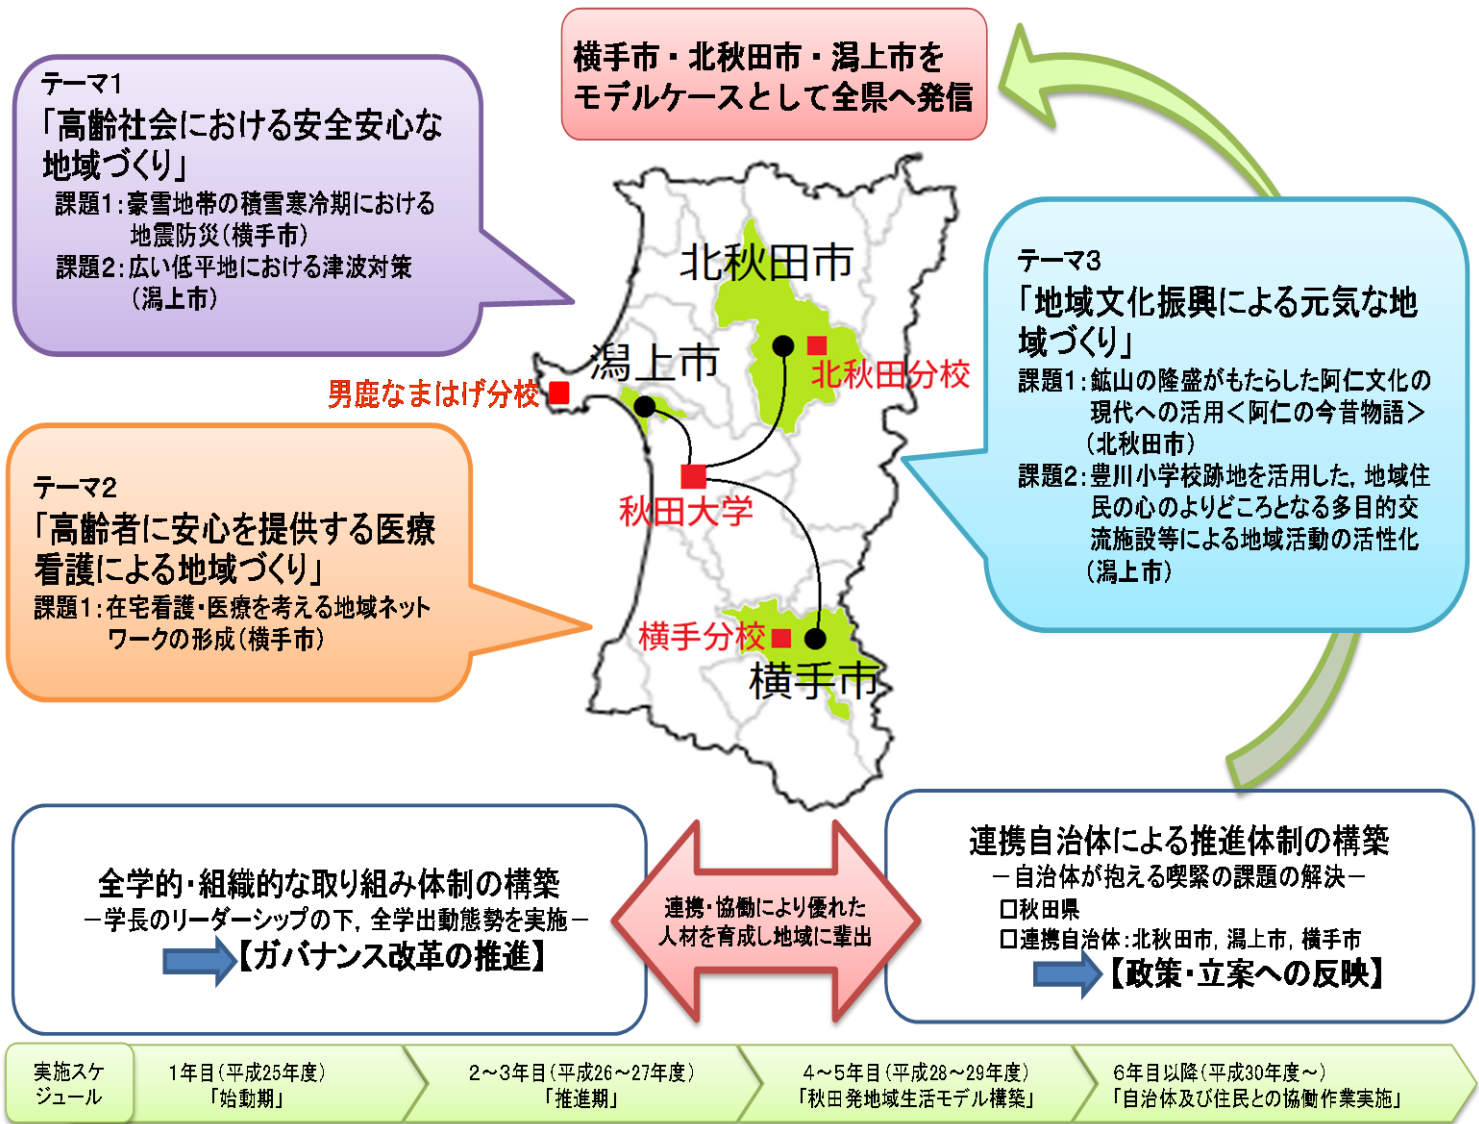 横手市・北秋田市・潟上市を
モデルケースとして全県へ発信
テーマ1
「高齢社会における安全安心な
地域づくり」
課題1:豪雪地帯の積雪寒冷期における
地震防災(横手市)
課題2:広い低平地における津波対策
(潟上市)
テーマ2
「高齢者に安心を提供する医療
看護による地域づくり」
課題1:在宅看護・医療を考える地域ネット
ワークの形成(横手市)
北秋田市
潟上市
北秋田分校
男鹿なまはげ分校
秋田大学
横手分校
横手市
テーマ3
「地域文化振興による元気な地
域づくり」
課題1:鉱山の隆盛がもたらした阿仁文化の
現代への活用<阿仁の今昔物語>
(北秋田市)
課題2:豊川小学校跡地を活用した,地域住
民の心のよりどころとなる多目的交
流施設等による地域活動の活性化
(潟上市)
全学的・組織的な取り組み体制の構築
-学長のリーダーシップの下,全学出動態勢を実施-
【ガバナンス改革の推進】
連携・協働により優れた
人材を育成し地域に輩出
連携自治体による推進体制の構築
-自治体が抱える喫緊の課題の解決-
□秋田県
□連携自治体:北秋田市,潟上市,横手市
【政策・立案への反映】
実施スケ
ジュール
1年目(平成25年度)
「始動期」
2～3年目(平成26～27年度)
「推進期」
4～5年目(平成28～29年度)
「秋田発地域生活モデル構築」
6年目以降(平成30年度～)
「自治体及び住民との協働作業実施」